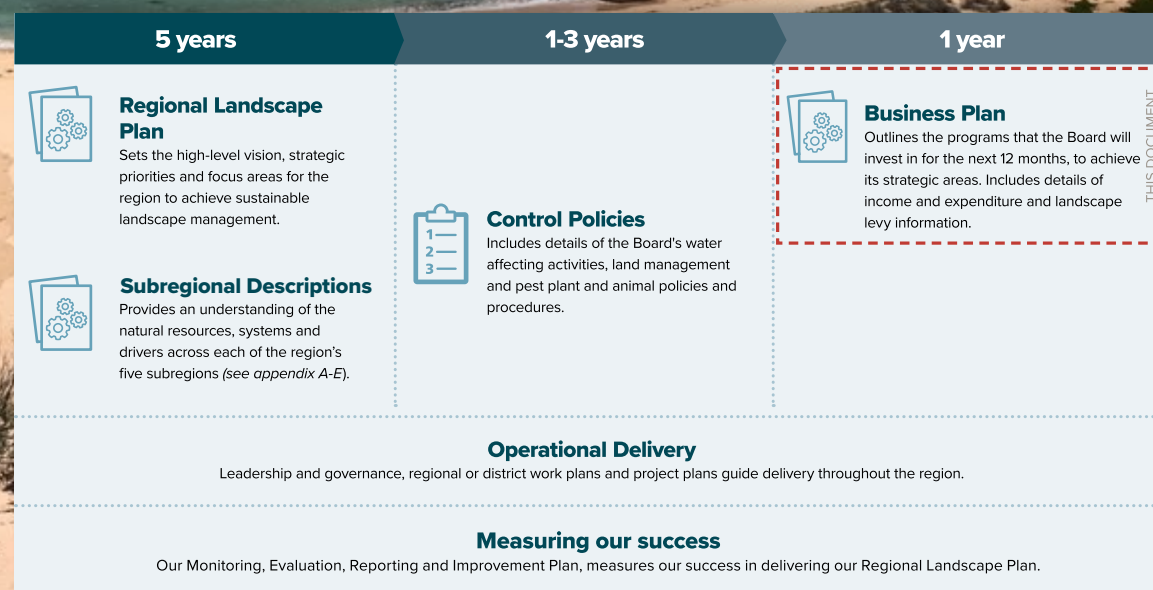 5 years
1-3 years
1 year
Regional Landscape
Plan
Sets the high-level vision, strategic
priorities and focus areas for the
region to achieve sustainable
landscape management.
Subregional Descriptions
Provides an understanding of the
natural resources, systems and
drivers across each of the region's
five subregions (see appendix A-E).
1
2
3
Control Policies
Includes details of the Board's water
affecting activities, land management
and pest plant and animal policies and
procedures.
Business Plan
Outlines the programs that the Board will
invest in for the next 12 months, to achieve
its strategic areas. Includes details of
income and expenditure and landscape
levy information.
THIS DOCUMENT
Operational Delivery
Leadership and governance, regional or district work plans and project plans guide delivery throughout the region.
Measuring our success
Our Monitoring, Evaluation, Reporting and Improvement Plan, measures our success in delivering our Regional Landscape Plan.